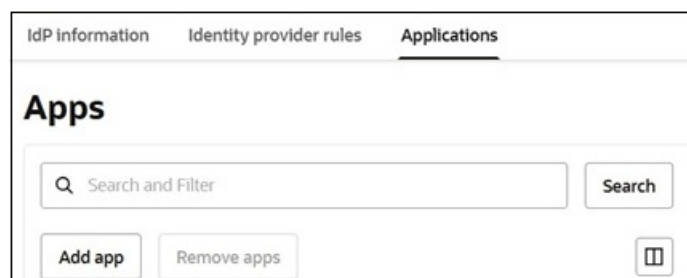 IdP information Identity provider rules Applications
Apps
Search and Filter Search
Add app Remove apps